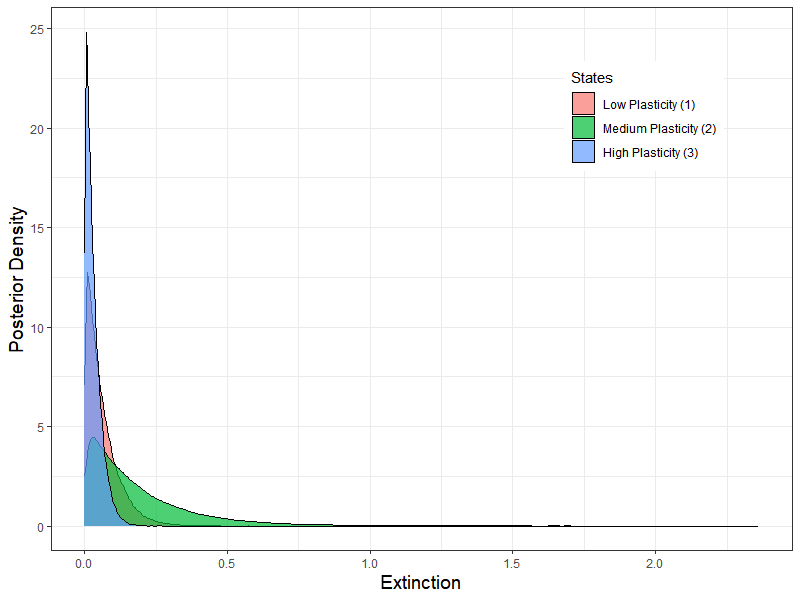 25
20
15
10
5
0
Posterior Density
States
Low Plasticity (1)
Medium Plasticity (2)
High Plasticity (3)
0.0 0.5 1.0 1.5 2.0
Extinction